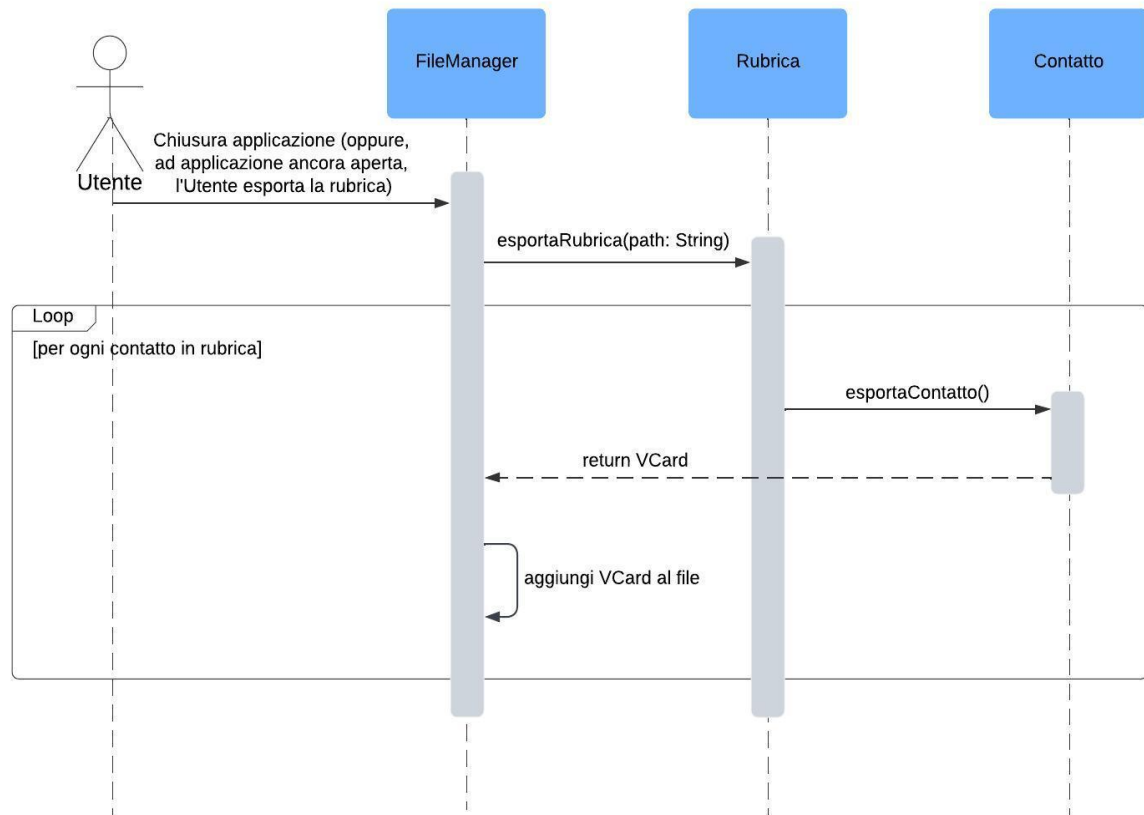 FileManager
Rubrica
Contatto
Utente
Chiusura applicazione (oppure,
ad applicazione ancora aperta,
l'Utente esporta la rubrica)
esportaRubrica(path: String)
Loop
[per ogni contatto in rubrica]
esportaContatto()
return VCard
aggiungi VCard al file